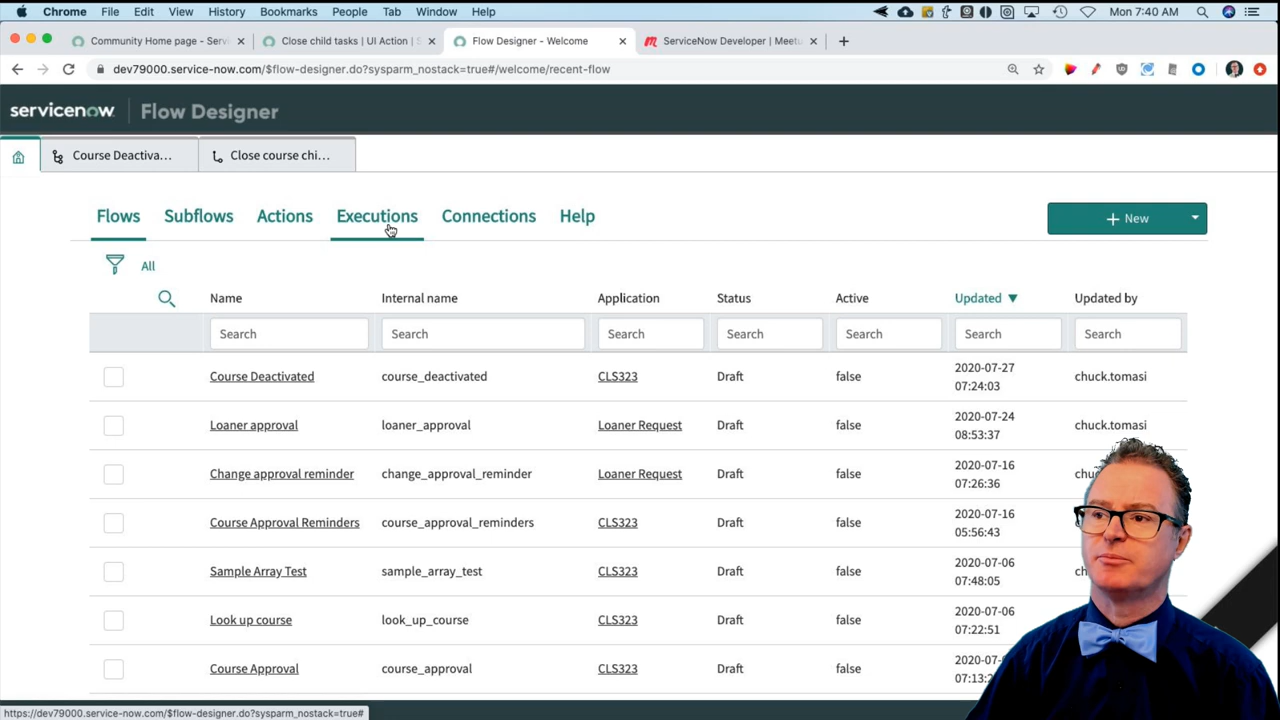 Chrome File Edit View History Bookmarks People Tab Window Help Mon 7:40 AM
Community Home page - Serv Close child tasks | UI Action | S Flow Designer - Welcome ServiceNow Developer | Meetu
dev79000.service-now.com/$flow-designer.do?sysparm_nostack=true#/welcome/recent-flow
servicenow Flow Designer
Course Deactiva... Close course chi...
Flows Subflows Actions Executions Connections Help + New
All
Name Internal name Application Status Active Updated ▼ Updated by
Search Search Search Search Search Search Search
Course Deactivated course_deactivated CLS323 Draft false 2020-07-27 07:24:03 chuck.tomasi
Loaner approval loaner_approval Loaner Request Draft false 2020-07-24 08:53:37 chuck.tomasi
Change approval reminder change_approval_reminder Loaner Request Draft false 2020-07-16 07:26:36
Course Approval Reminders course_approval_reminders CLS323 Draft false 2020-07-16 05:56:43
Sample Array Test sample_array_test CLS323 Draft false 2020-07-06 07:48:05
Look up course look_up_course CLS323 Draft false 2020-07-06 07:22:51
Course Approval course_approval CLS323 Draft false
https://dev79000.service-now.com/$flow-designer.do?sysparm_nostack=true#